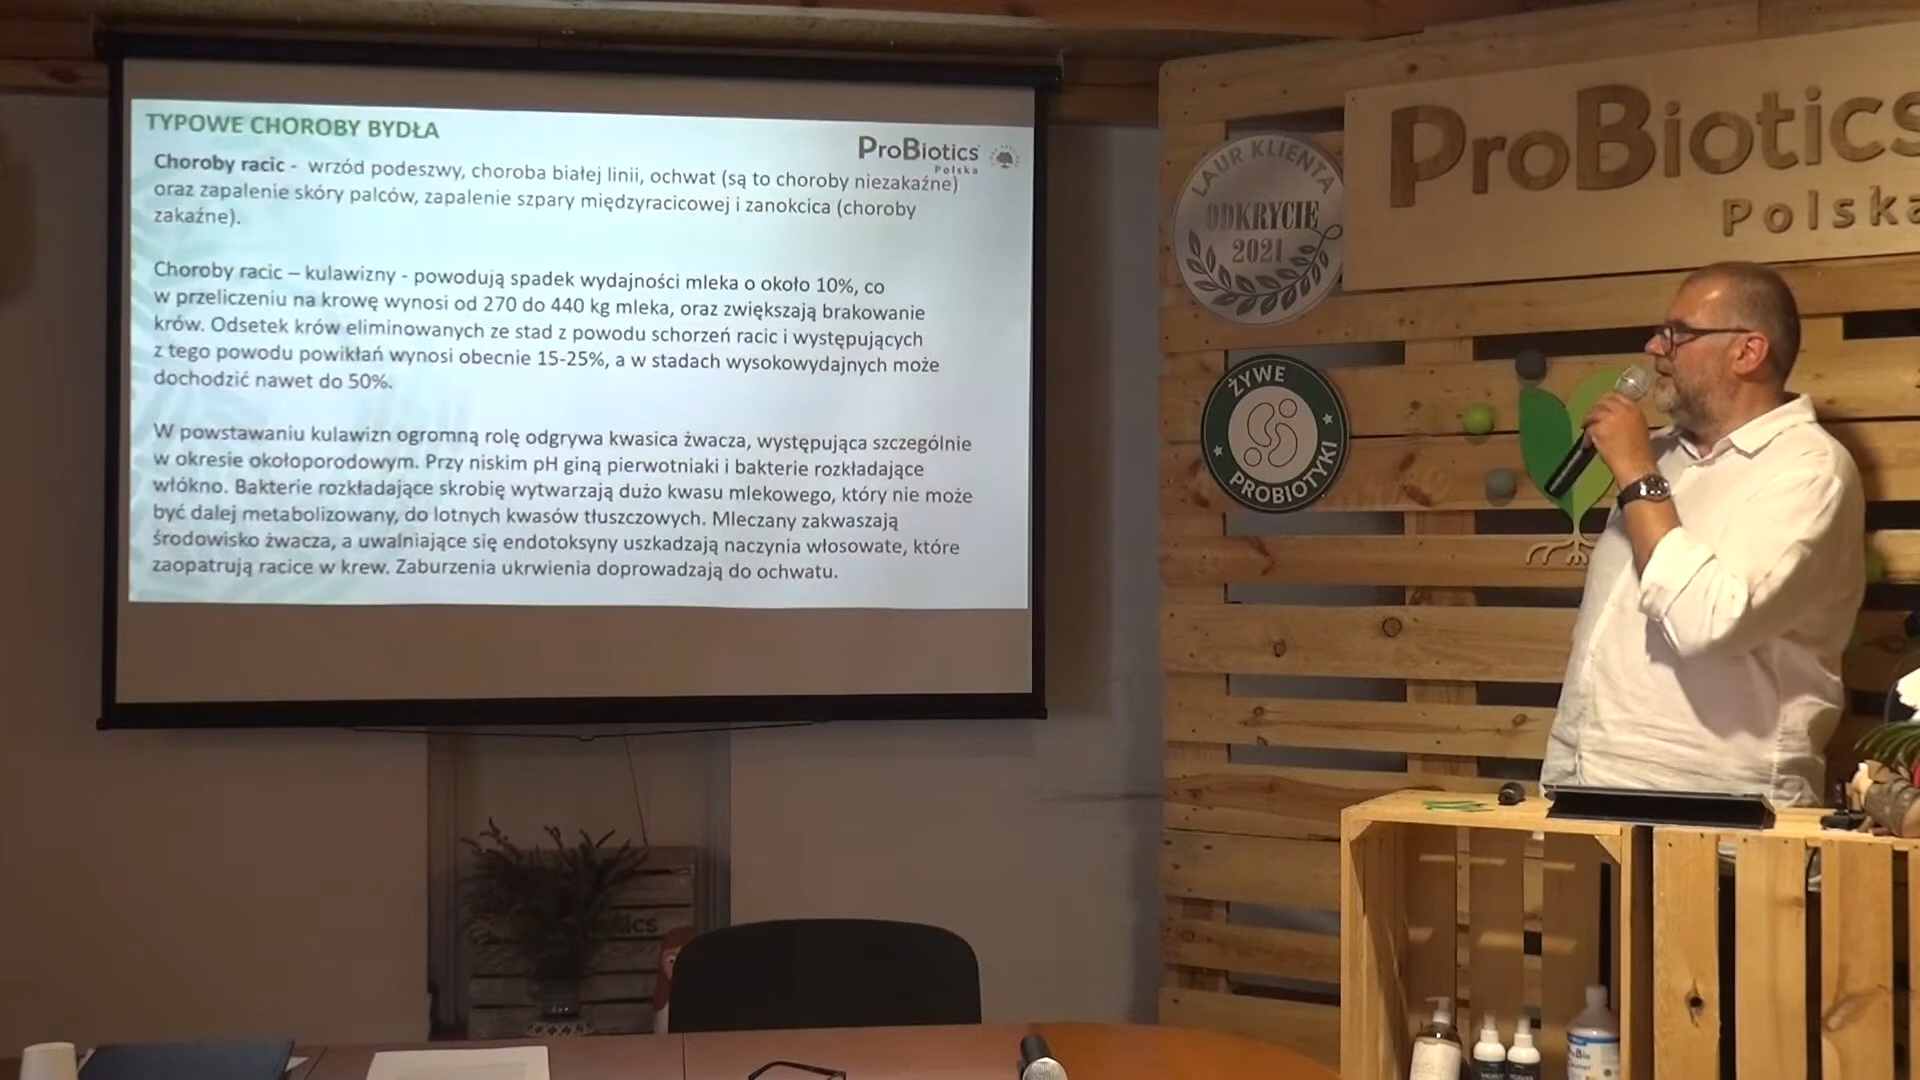 TYPOWE CHOROBY BYDŁA
ProBiotics
Polska
Choroby racic - wrzód podeszwy, choroba białej linii, ochwat (są to choroby niezakaźne)
oraz zapalenie skóry palców, zapalenie szpary międzyracicowej i zanokcica (choroby
zakaźne).
Choroby racic – kulawizny - powodują spadek wydajności mleka o około 10%, co
w przeliczeniu na krowę wynosi od 270 do 440 kg mleka, oraz zwiększają brakowanie
krów. Odsetek krów eliminowanych ze stad z powodu schorzeń racic i występujących
z tego powodu powikłań wynosi obecnie 15-25%, a w stadach wysokowydajnych może
dochodzić nawet do 50%.
W powstawaniu kulawizn ogromną rolę odgrywa kwasica żwacza, występująca szczególnie
w okresie okołoporodowym. Przy niskim pH giną pierwotniaki i bakterie rozkładające
włókno. Bakterie rozkładające skrobię wytwarzają dużo kwasu mlekowego, który nie może
być dalej metabolizowany, do lotnych kwasów tłuszczowych. Mleczany zakwaszają
środowisko żwacza, a uwalniające się endotoksyny uszkadzają naczynia włosowate, które
zaopatrują racice w krew. Zaburzenia ukrwienia doprowadzają do ochwatu.
ProBiotics
Polska
LAUR KLIENTA
ODKRYCIE
2021
ŻYWE
PROBIOTYKI